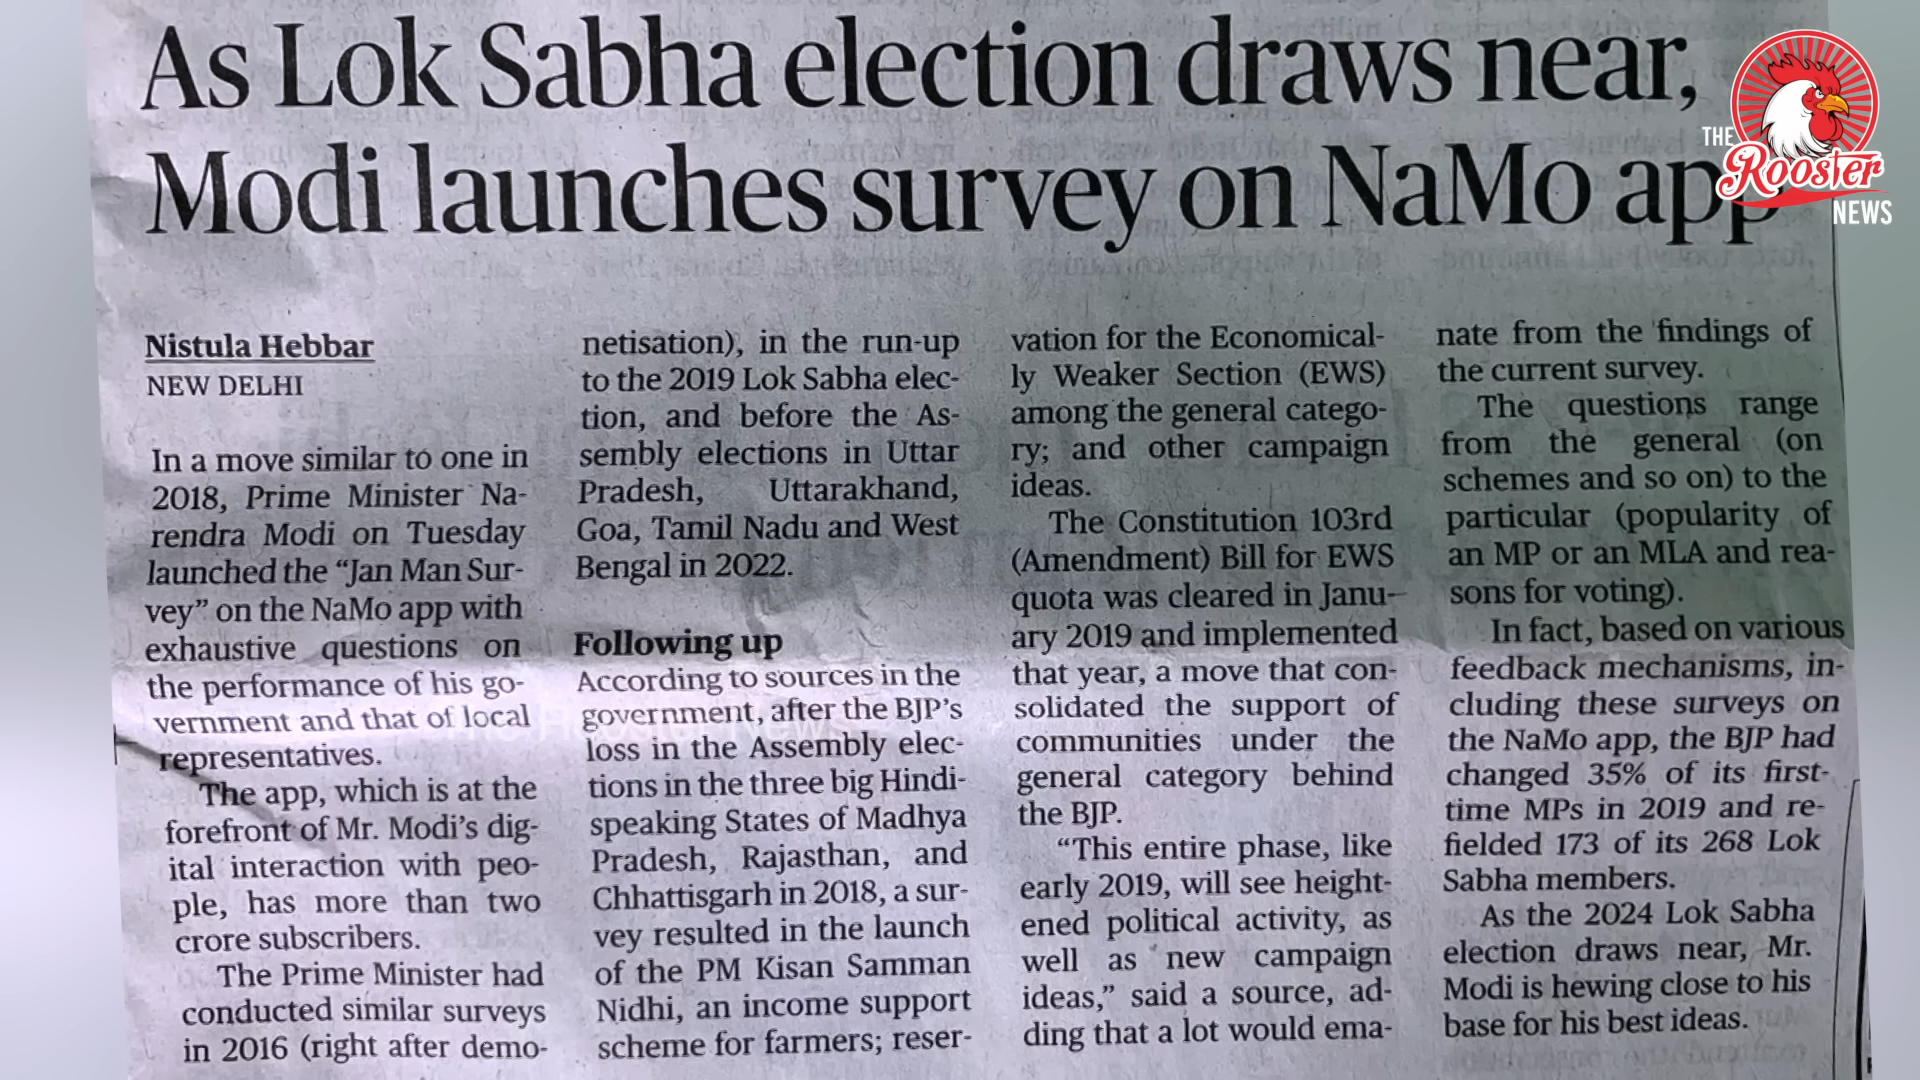 As Lok Sabha election draws near,
Modi launches survey on NaMo app
THE
Rooster
NEWS
Nistula Hebbar
NEW DELHI
In a move similar to one in
2018, Prime Minister Na-
rendra Modi on Tuesday
launched the “Jan Man Sur-
vey” on the NaMo app with
exhaustive questions on
the performance of his go-
vernment and that of local
representatives.
The app, which is at the
forefront of Mr. Modi’s dig-
ital interaction with peo-
ple, has more than two
crore subscribers.
The Prime Minister had
conducted similar surveys
in 2016 (right after demo-
netisation), in the run-up
to the 2019 Lok Sabha elec-
tion, and before the As-
sembly elections in Uttar
Pradesh, Uttarakhand,
Goa, Tamil Nadu and West
Bengal in 2022.
Following up
According to sources in the
government, after the BJP’s
loss in the Assembly elec-
tions in the three big Hindi-
speaking States of Madhya
Pradesh, Rajasthan, and
Chhattisgarh in 2018, a sur-
vey resulted in the launch
of the PM Kisan Samman
Nidhi, an income support
scheme for farmers; reser-
vation for the Economical-
ly Weaker Section (EWS)
among the general catego-
ry; and other campaign
ideas.
The Constitution 103rd
(Amendment) Bill for EWS
quota was cleared in Janu-
ary 2019 and implemented
that year, a move that con-
solidated the support of
communities under the
general category behind
the BJP.
“This entire phase, like
early 2019, will see height-
ened political activity, as
well as new campaign
ideas,” said a source, ad-
ding that a lot would ema-
nate from the findings of
the current survey.
The questions range
from the general (on
schemes and so on) to the
particular (popularity of
an MP or an MLA and rea-
sons for voting).
In fact, based on various
feedback mechanisms, in-
cluding these surveys on
the NaMo app, the BJP had
changed 35% of its first-
time MPs in 2019 and re-
fielded 173 of its 268 Lok
Sabha members.
As the 2024 Lok Sabha
election draws near, Mr.
Modi is hewing close to his
base for his best ideas.